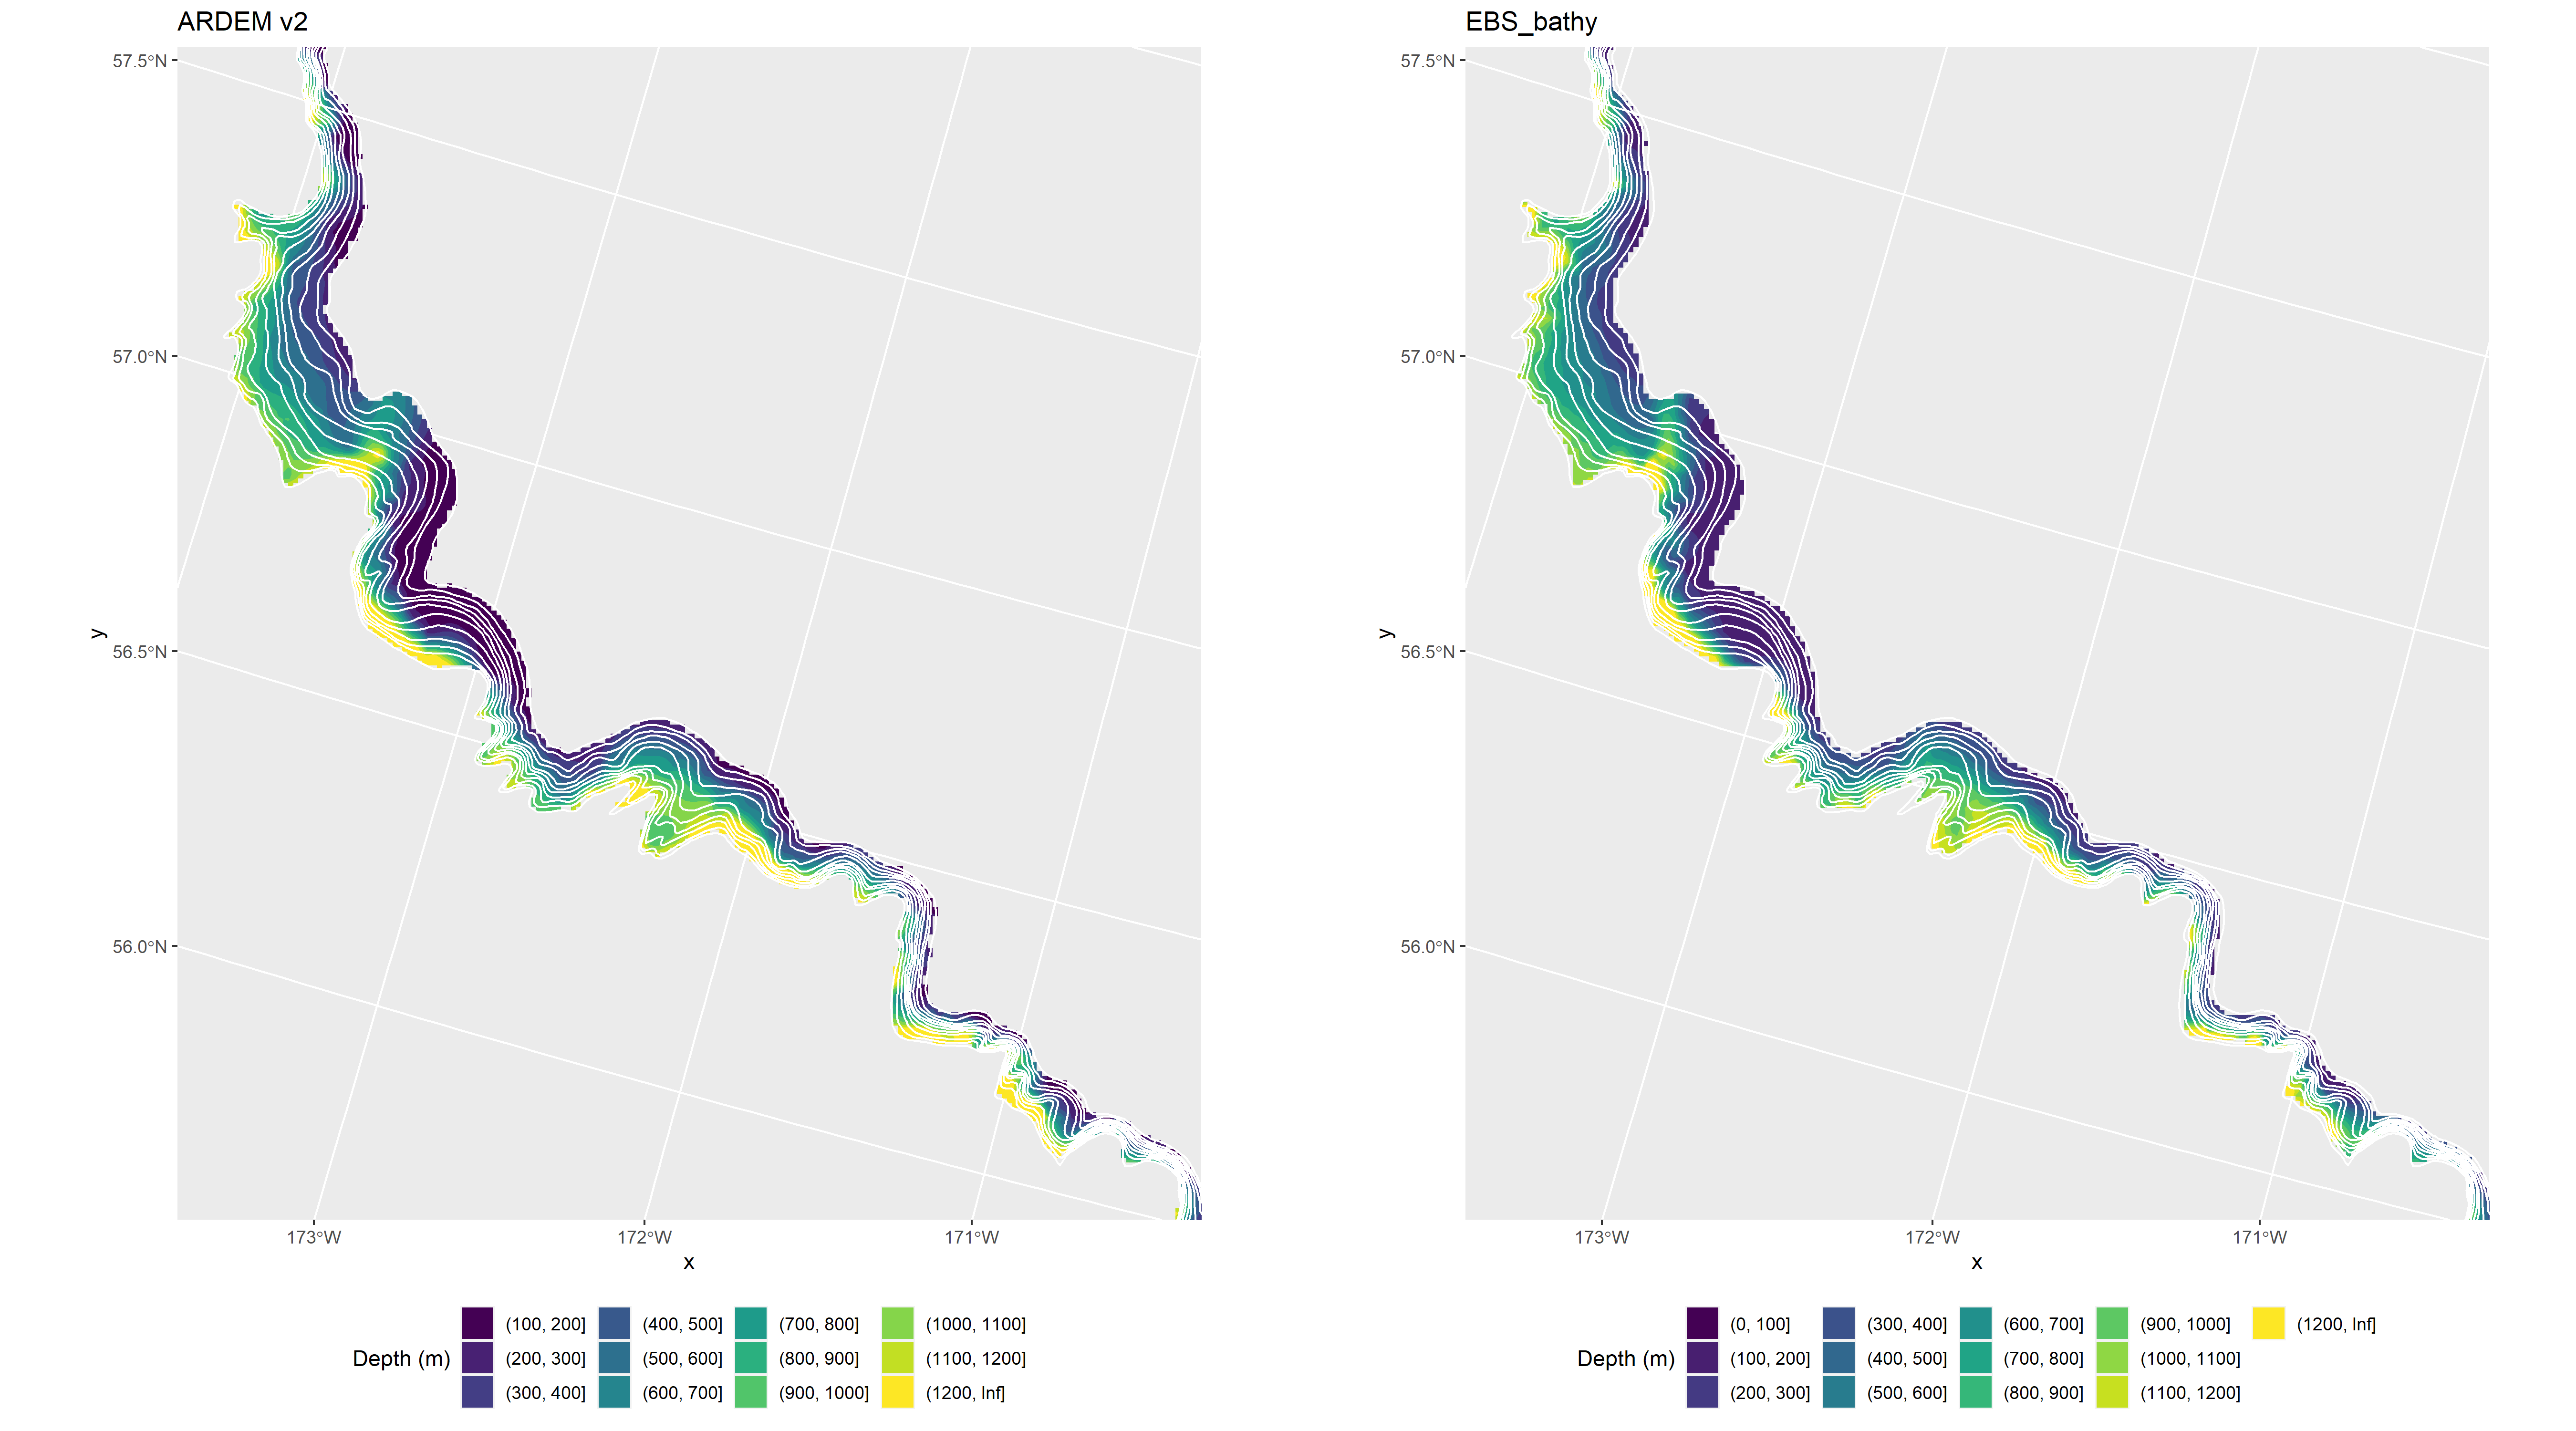 ARDEM v2
57.5°N
57.0°N
56.5°N
56.0°N
y
173°W 172°W 171°W
x
Depth (m)
(100, 200] (400, 500] (700, 800] (1000, 1100]
(200, 300] (500, 600] (800, 900] (1100, 1200]
(300, 400] (600, 700] (900, 1000] (1200, Inf]
EBS_bathy
57.5°N
57.0°N
56.5°N
56.0°N
y
173°W 172°W 171°W
x
Depth (m)
(0, 100] (300, 400] (600, 700] (900, 1000] (1200, Inf]
(100, 200] (400, 500] (700, 800] (1000, 1100]
(200, 300] (500, 600] (800, 900] (1100, 1200]